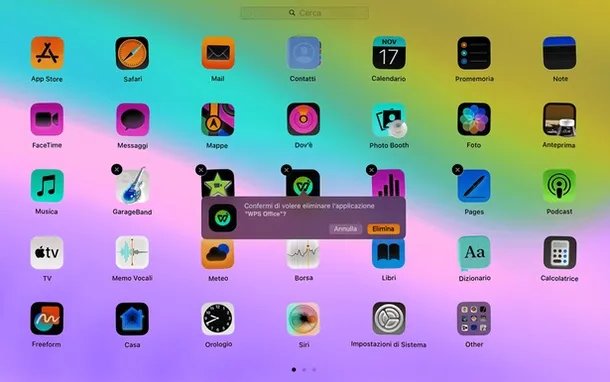 Cerca
NOV
17
App Store
Safari
Mail
Contatti
Calendario
Promemoria
Note
FaceTime
Messaggi
Mappe
Dov'è
Photo Booth
Foto
Anteprima
Confermi di volere eliminare l'applicazione
"WPS Office"?
Annulla
Elimina
Musica
GarageBand
Pages
Podcast
tv
Aa
TV
Memo Vocali
Meteo
Borsa
Libri
Dizionario
Calcolatrice
Freeform
Casa
Orologio
Siri
Impostazioni di Sistema
Other